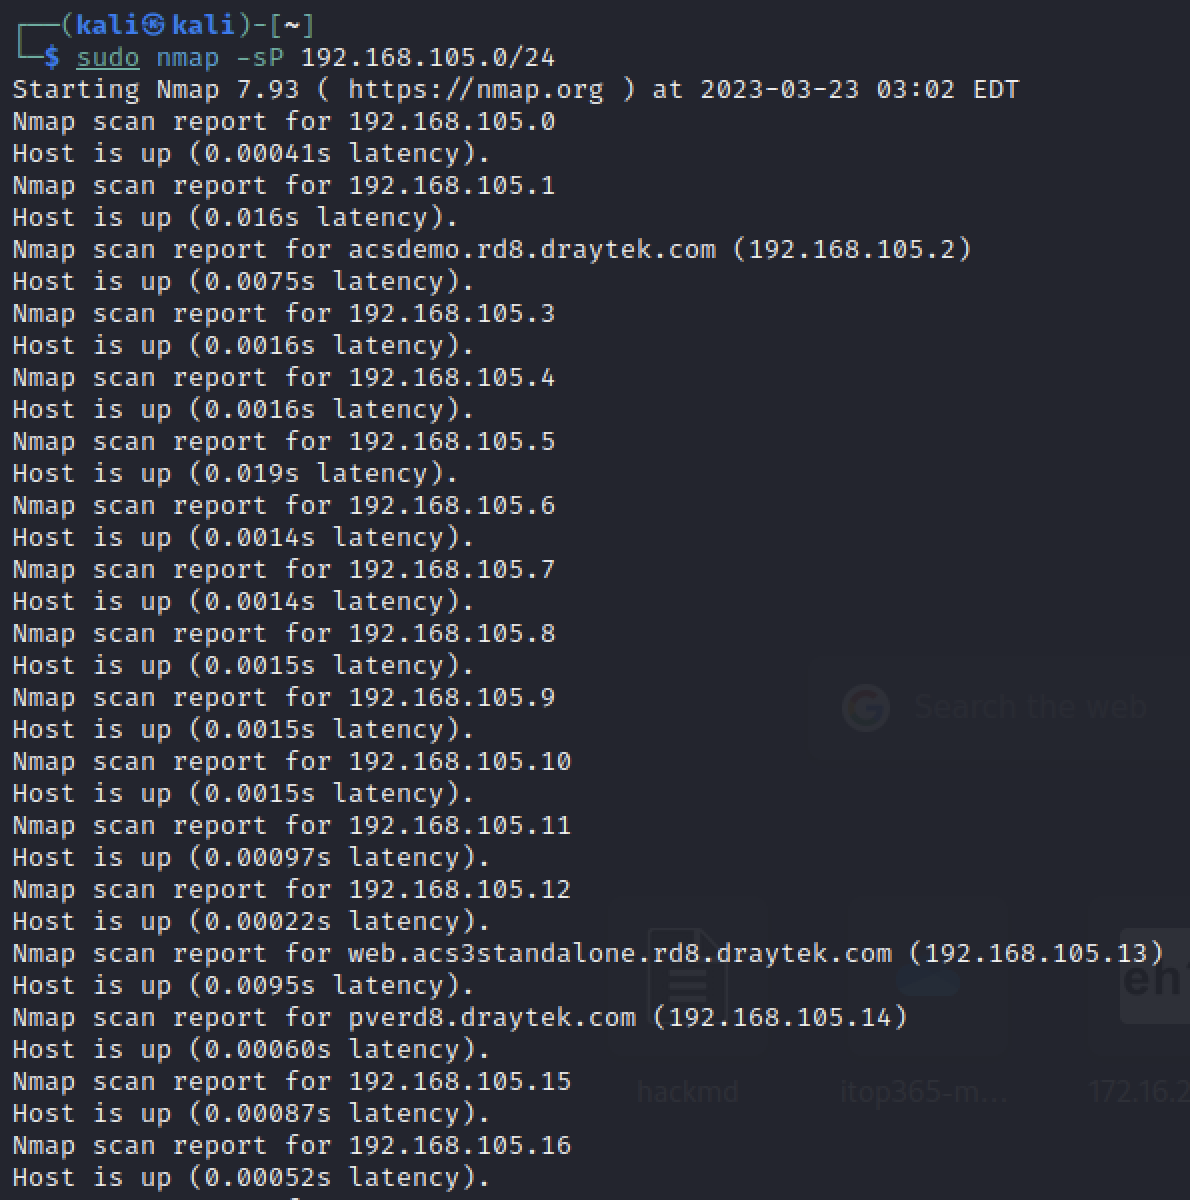 ┌──(kali㉿kali)-[~]
└─$ sudo nmap -sP 192.168.105.0/24
Starting Nmap 7.93 ( https://nmap.org ) at 2023-03-23 03:02 EDT
Nmap scan report for 192.168.105.0
Host is up (0.00041s latency).
Nmap scan report for 192.168.105.1
Host is up (0.016s latency).
Nmap scan report for acsdemo.rd8.draytek.com (192.168.105.2)
Host is up (0.0075s latency).
Nmap scan report for 192.168.105.3
Host is up (0.0016s latency).
Nmap scan report for 192.168.105.4
Host is up (0.0016s latency).
Nmap scan report for 192.168.105.5
Host is up (0.019s latency).
Nmap scan report for 192.168.105.6
Host is up (0.0014s latency).
Nmap scan report for 192.168.105.7
Host is up (0.0014s latency).
Nmap scan report for 192.168.105.8
Host is up (0.0015s latency).
Nmap scan report for 192.168.105.9
Host is up (0.0015s latency).
Search the web
Nmap scan report for 192.168.105.10
Host is up (0.0015s latency).
Nmap scan report for 192.168.105.11
Host is up (0.00097s latency).
Nmap scan report for 192.168.105.12
Host is up (0.00022s latency).
Nmap scan report for web.acs3standalone.rd8.draytek.com (192.168.105.13)
Host is up (0.0095s latency).
Nmap scan report for pverd8.draytek.com (192.168.105.14)
Host is up (0.00060s latency).
Nmap scan report for 192.168.105.15
hackmd itop365-m... 172.16.2
Host is up (0.00087s latency).
Nmap scan report for 192.168.105.16
Host is up (0.00052s latency).